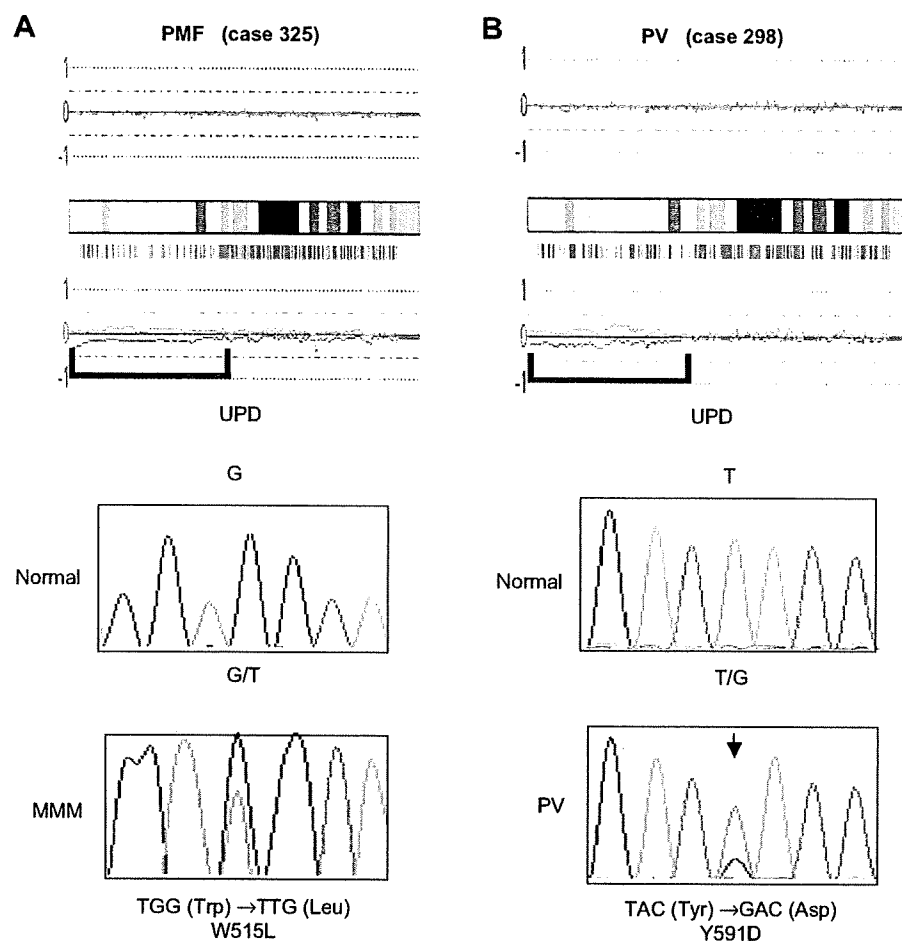 A
PMF (case 325)
B
PV (case 298)
1
0
-1
1
0
-1
1
0
-1
1
0
-1
UPD
UPD
G
T
Normal
Normal
G/T
T/G
MMM
PV
TGG (Trp) →TTG (Leu)
W515L
TAC (Tyr) →GAC (Asp)
Y591D